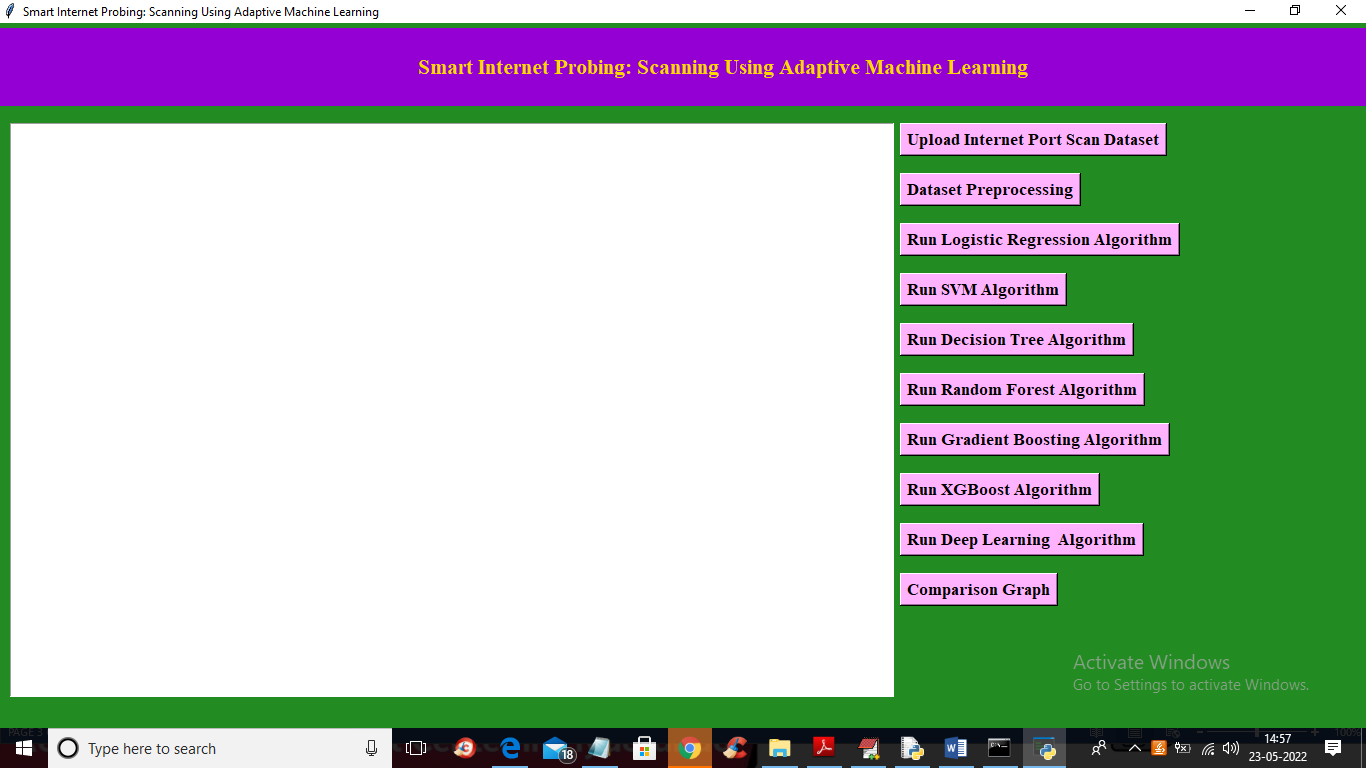 Smart Internet Probing: Scanning Using Adaptive Machine Learning
Smart Internet Probing: Scanning Using Adaptive Machine Learning
Upload Internet Port Scan Dataset
Dataset Preprocessing
Run Logistic Regression Algorithm
Run SVM Algorithm
Run Decision Tree Algorithm
Run Random Forest Algorithm
Run Gradient Boosting Algorithm
Run XGBoost Algorithm
Run Deep Learning  Algorithm
Comparison Graph
Activate Windows
Go to Settings to activate Windows.
PAGE 3
100%
Type here to search
18
14:57
23-05-2022